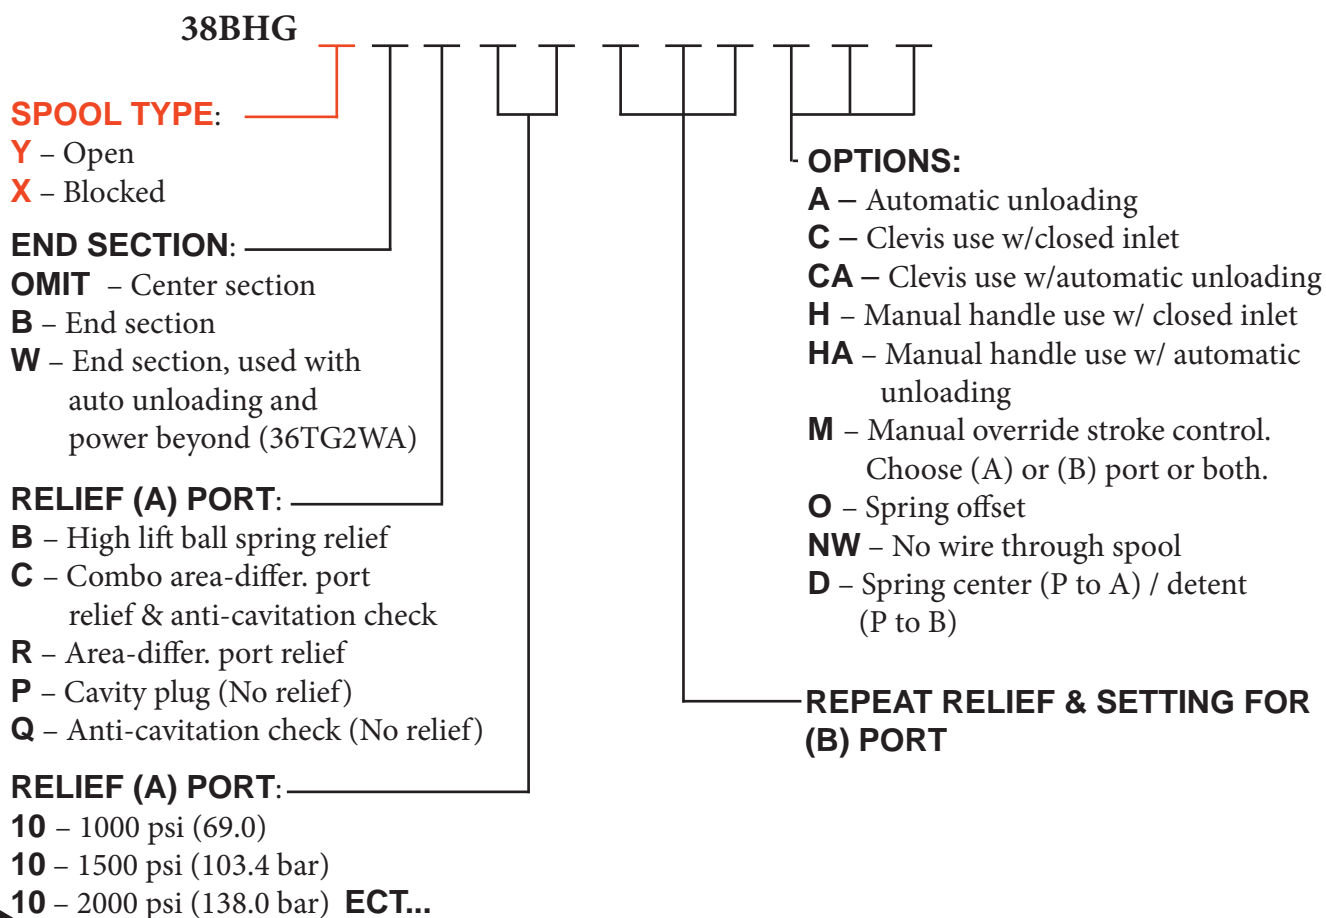 38BHG
SPOOL TYPE:
Y – Open
X – Blocked
END SECTION:
OMIT – Center section
B – End section
W – End section, used with
auto unloading and
power beyond (36TG2WA)
RELIEF (A) PORT:
B – High lift ball spring relief
C – Combo area-differ. port
relief & anti-cavitation check
R – Area-differ. port relief
P – Cavity plug (No relief)
Q – Anti-cavitation check (No relief)
RELIEF (A) PORT:
10 – 1000 psi (69.0)
10 – 1500 psi (103.4 bar)
10 – 2000 psi (138.0 bar) ECT...
OPTIONS:
A – Automatic unloading
C – Clevis use w/closed inlet
CA – Clevis use w/automatic unloading
H – Manual handle use w/ closed inlet
HA – Manual handle use w/ automatic
unloading
M – Manual override stroke control.
Choose (A) or (B) port or both.
O – Spring offset
NW – No wire through spool
D – Spring center (P to A) / detent
(P to B)
REPEAT RELIEF & SETTING FOR
(B) PORT